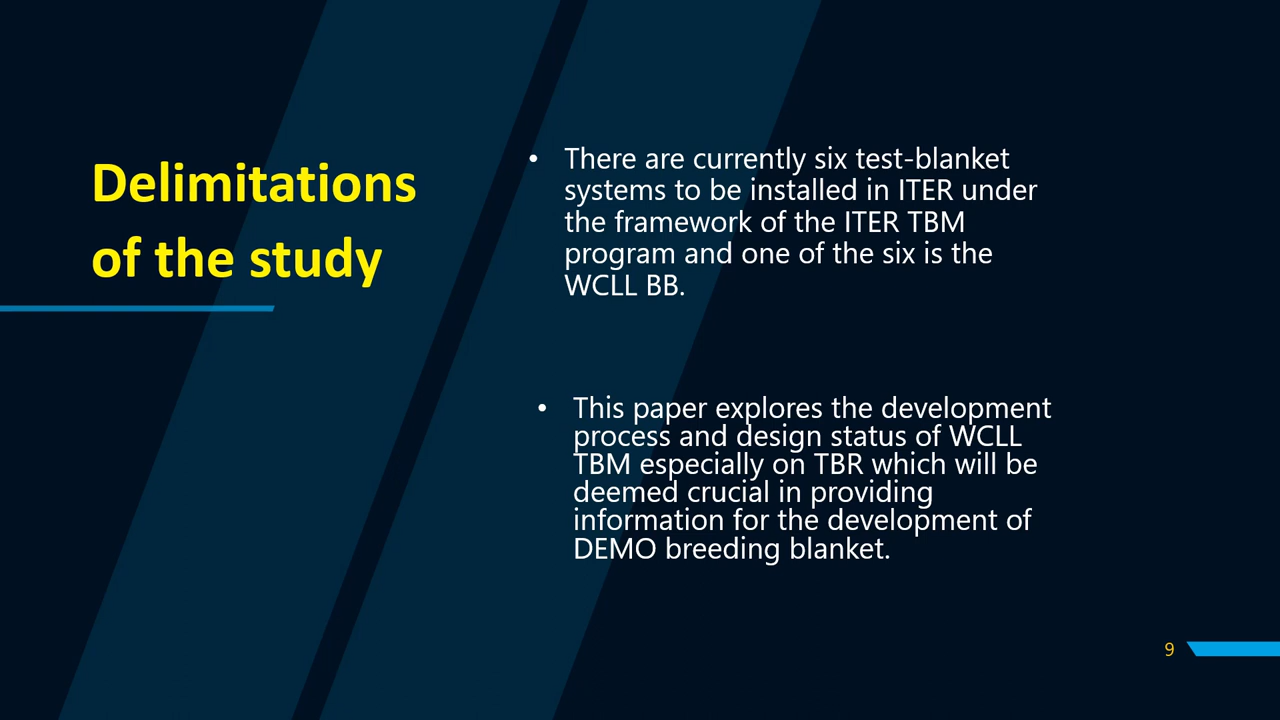 Delimitations
of the study
• There are currently six test-blanket
systems to be installed in ITER under
the framework of the ITER TBM
program and one of the six is the
WCLL BB.
• This paper explores the development
process and design status of WCLL
TBM especially on TBR which will be
deemed crucial in providing
information for the development of
DEMO breeding blanket.
9